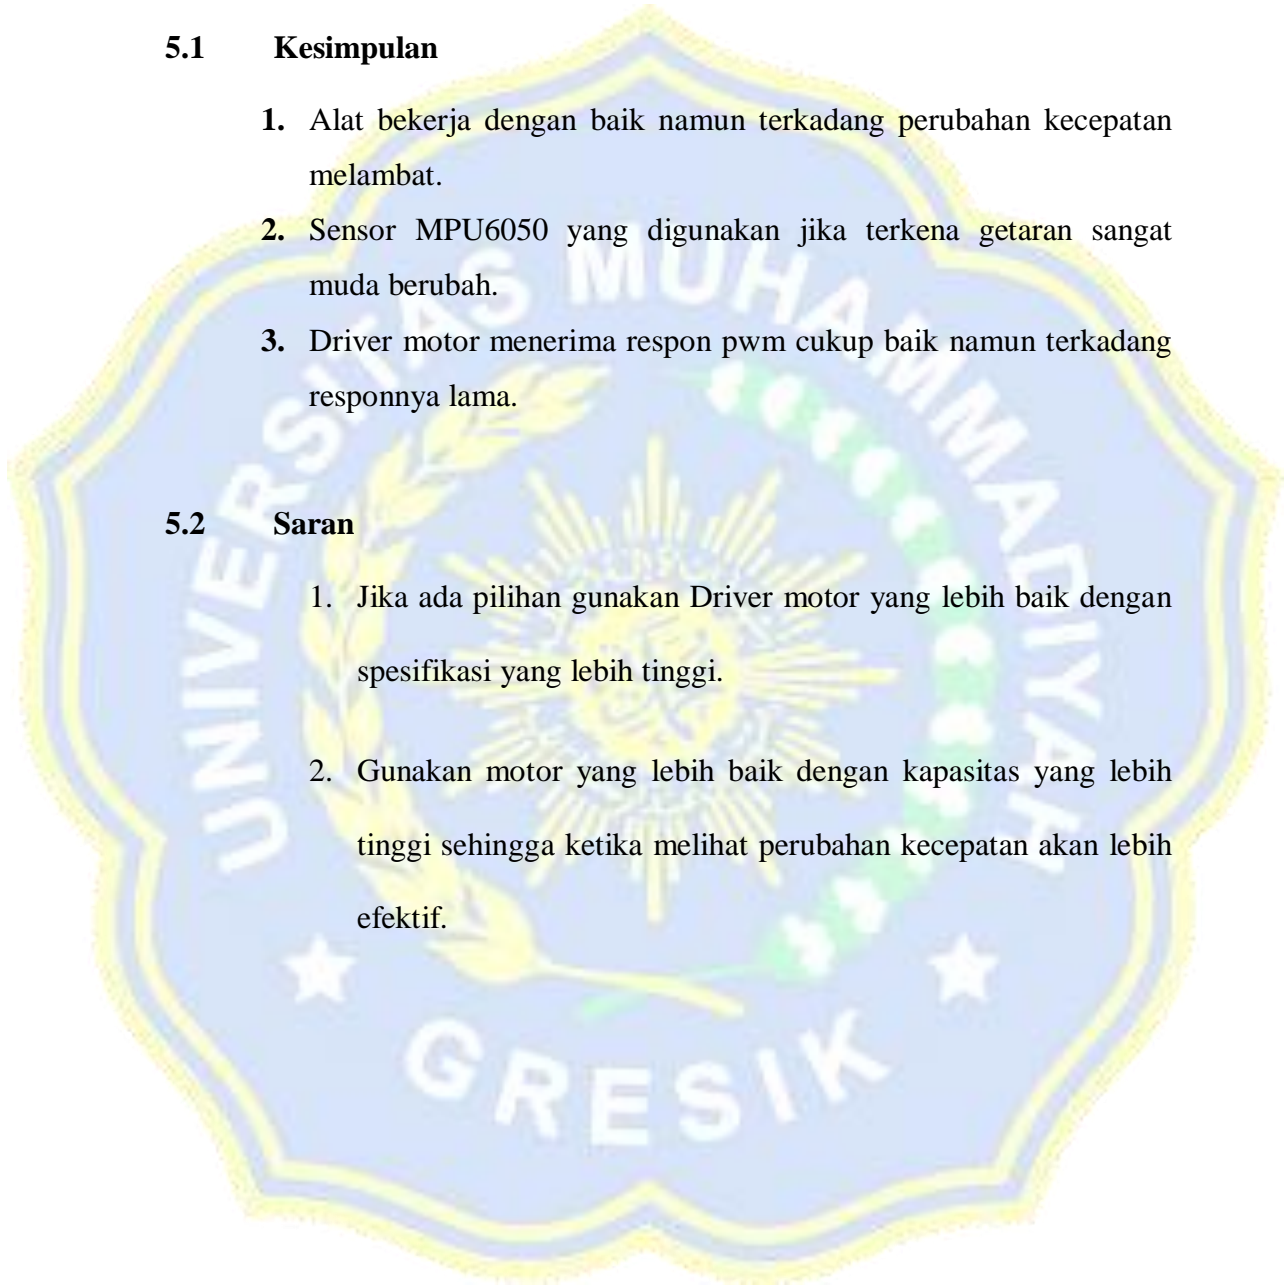 5.1 Kesimpulan
1. Alat bekerja dengan baik namun terkadang perubahan kecepatan
melambat.
2. Sensor MPU6050 yang digunakan jika terkena getaran sangat
muda berubah.
3. Driver motor menerima respon pwm cukup baik namun terkadang
responnya lama.
5.2 Saran
1. Jika ada pilihan gunakan Driver motor yang lebih baik dengan
spesifikasi yang lebih tinggi.
2. Gunakan motor yang lebih baik dengan kapasitas yang lebih
tinggi sehingga ketika melihat perubahan kecepatan akan lebih
efektif.
UNIVERSITAS MUHAMMADIYAH
GRESIK